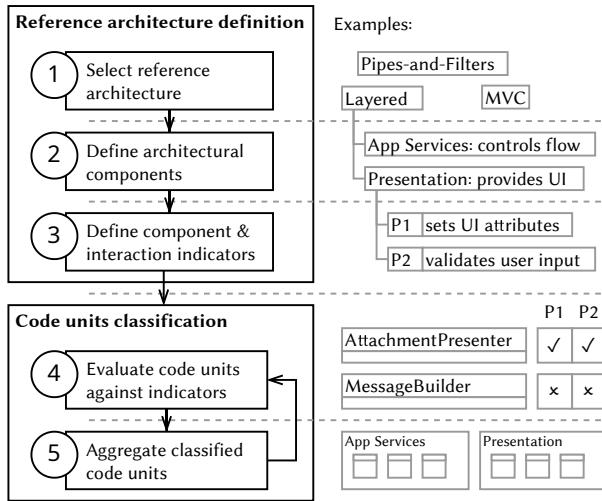 Reference architecture definition
Examples:
1
Select reference
architecture
Pipes-and-Filters
Layered
MVC
2
Define architectural
components
App Services: controls flow
Presentation: provides UI
3
Define component &
interaction indicators
P1 sets UI attributes
P2 validates user input
Code units classification
P1 P2
4
Evaluate code units
against indicators
AttachmentPresenter ✓ ✓
MessageBuilder × ×
5
Aggregate classified
code units
App Services
Presentation